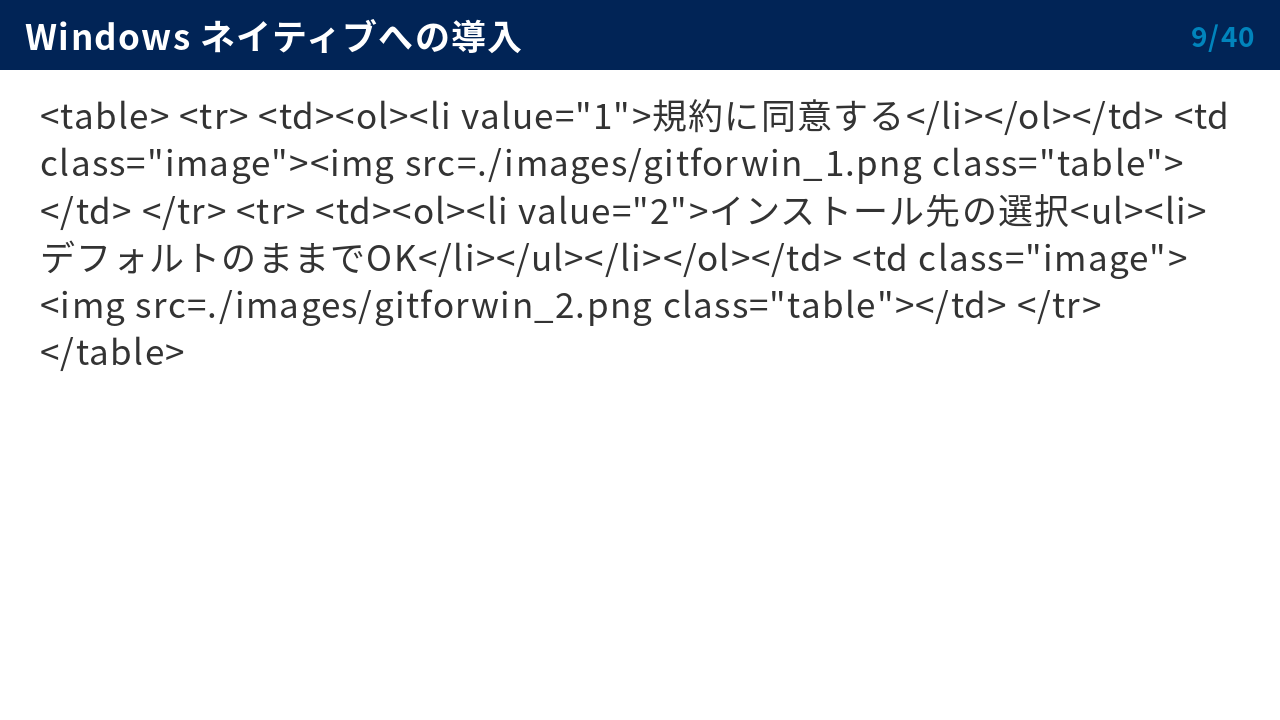 Windows ネイティブへの導入
9/40
<table> <tr> <td><ol><li value="1">規約に同意する</li></ol></td> <td
class="image"><img src=./images/gitforwin_1.png class="table">
</td> </tr> <tr> <td><ol><li value="2">インストール先の選択<ul><li>
デフォルトのままでOK</li></ul></li></ol></td> <td class="image">
<img src=./images/gitforwin_2.png class="table"></td> </tr>
</table>